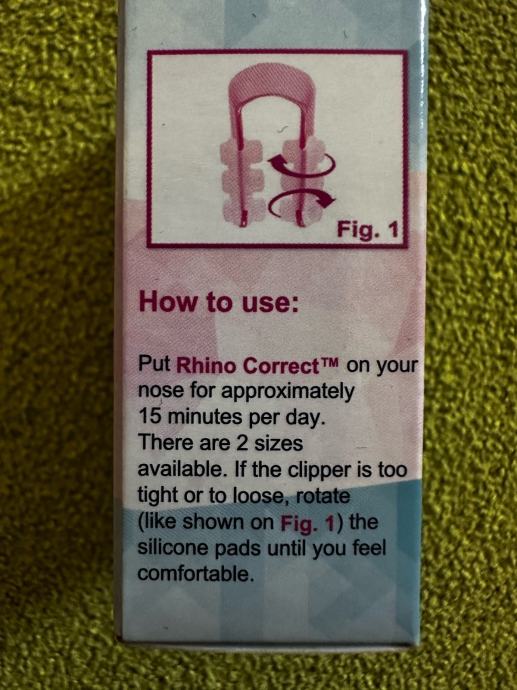 Fig. 1
How to use:
Put Rhino Correct™ on your
nose for approximately
15 minutes per day.
There are 2 sizes
available. If the clipper is too
tight or to loose, rotate
(like shown on Fig. 1) the
silicone pads until you feel
comfortable.